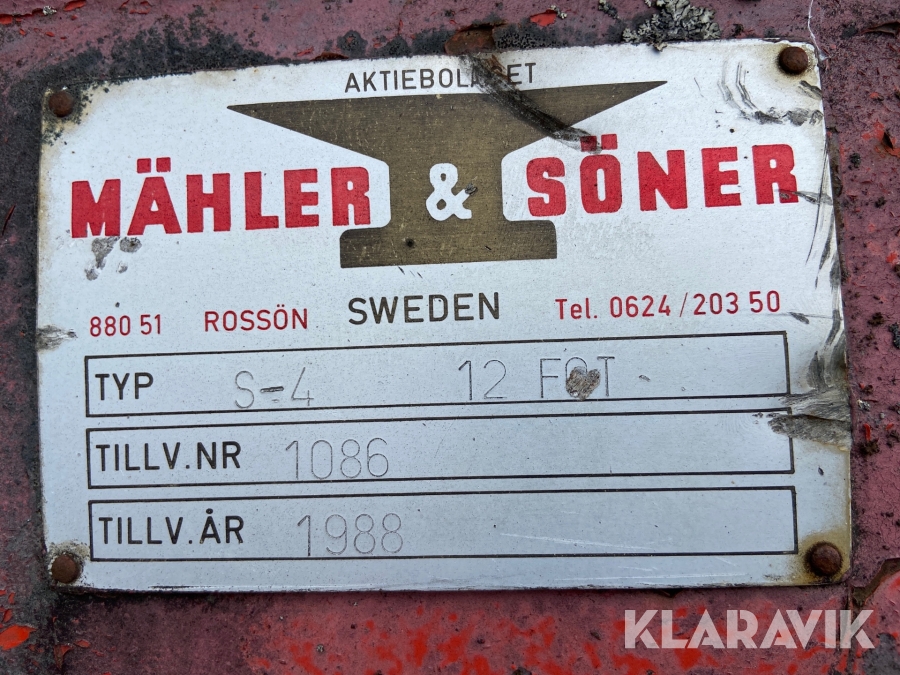 AKTIEBOLAGET
MÄHLER & SÖNER
880 51 ROSSÖN SWEDEN Tel. 0624/203 50
TYP S-4 12 FOT
TILLV.NR 1086
TILLV.ÅR 1988
KLARAVIK